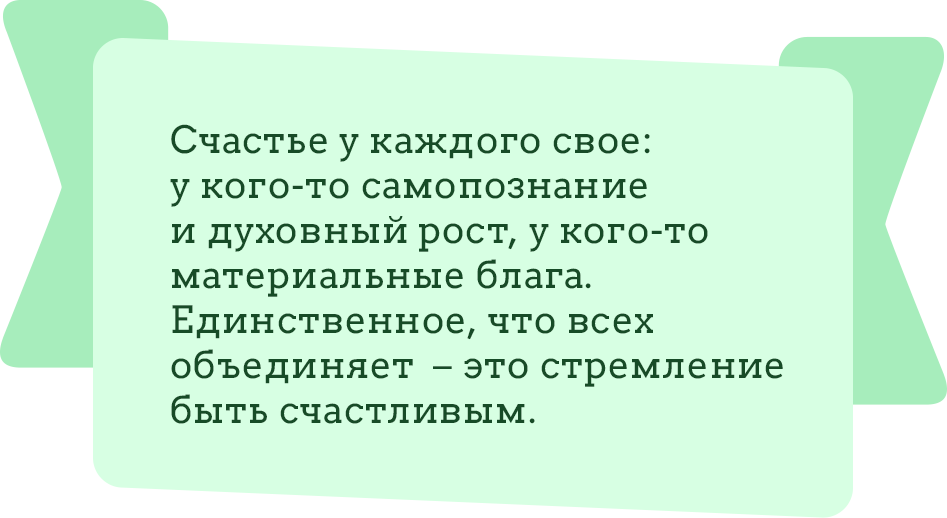 Счастье у каждого свое:
у кого-то самопознание
и духовный рост, у кого-то
материальные блага.
Единственное, что всех
объединяет – это стремление
быть счастливым.